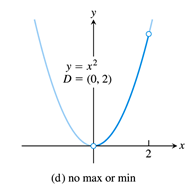 y
y = x²
D = (0, 2)
x
2
(d) no max or min